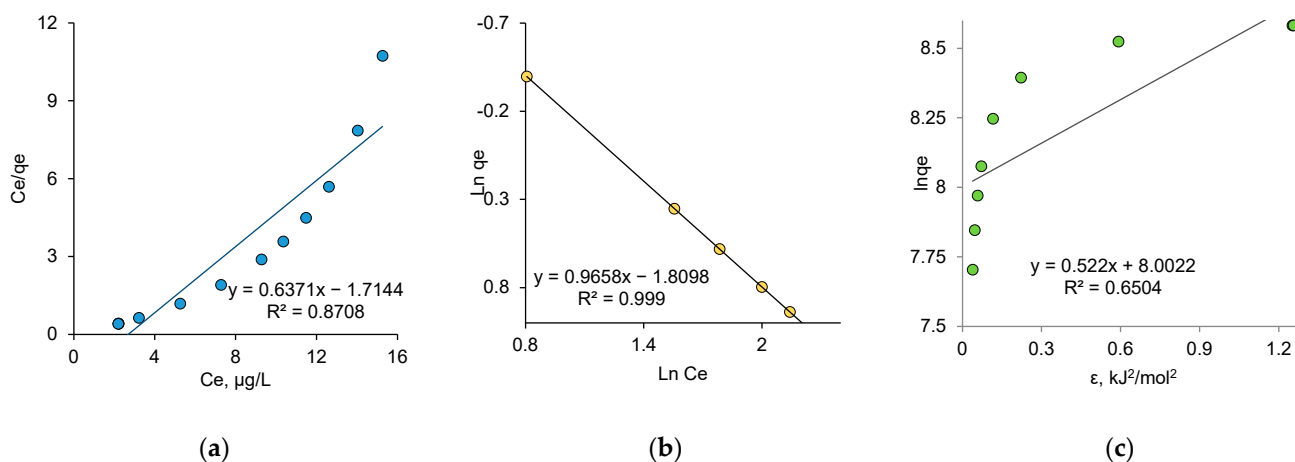 12
9
6
3
0
Ce/qe
y = 0.6371x − 1.7144
R² = 0.8708
0
4
8
12
16
Ce, µg/L
(a)
-0.7
-0.2
0.3
0.8
Ln qe
y = 0.9658x − 1.8098
R² = 0.999
0.8
1.4
2
Ln Ce
(b)
8.5
8.25
8
7.75
7.5
lnqe
y = 0.522x + 8.0022
R² = 0.6504
0
0.3
0.6
0.9
1.2
ε, kJ²/mol²
(c)